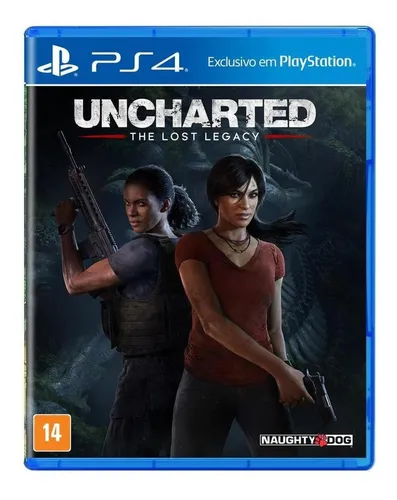 PS4
Exclusivo em PlayStation®
UNCHARTED
THE LOST LEGACY
14
NAUGHTY DOG